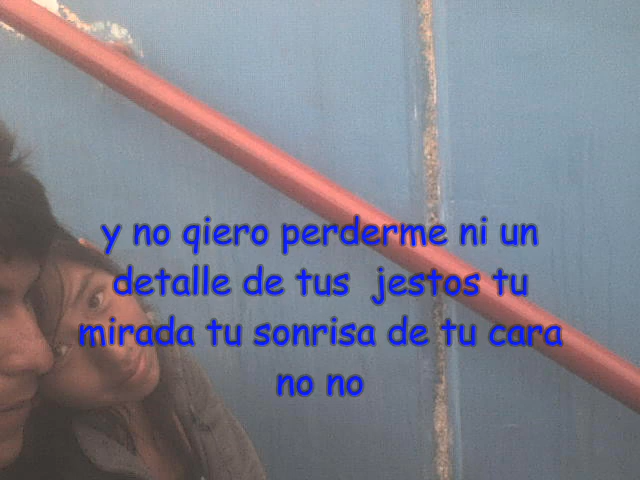 y no qiero perderme ni un
detalle de tus  jestos tu
mirada tu sonrisa de tu cara
no no